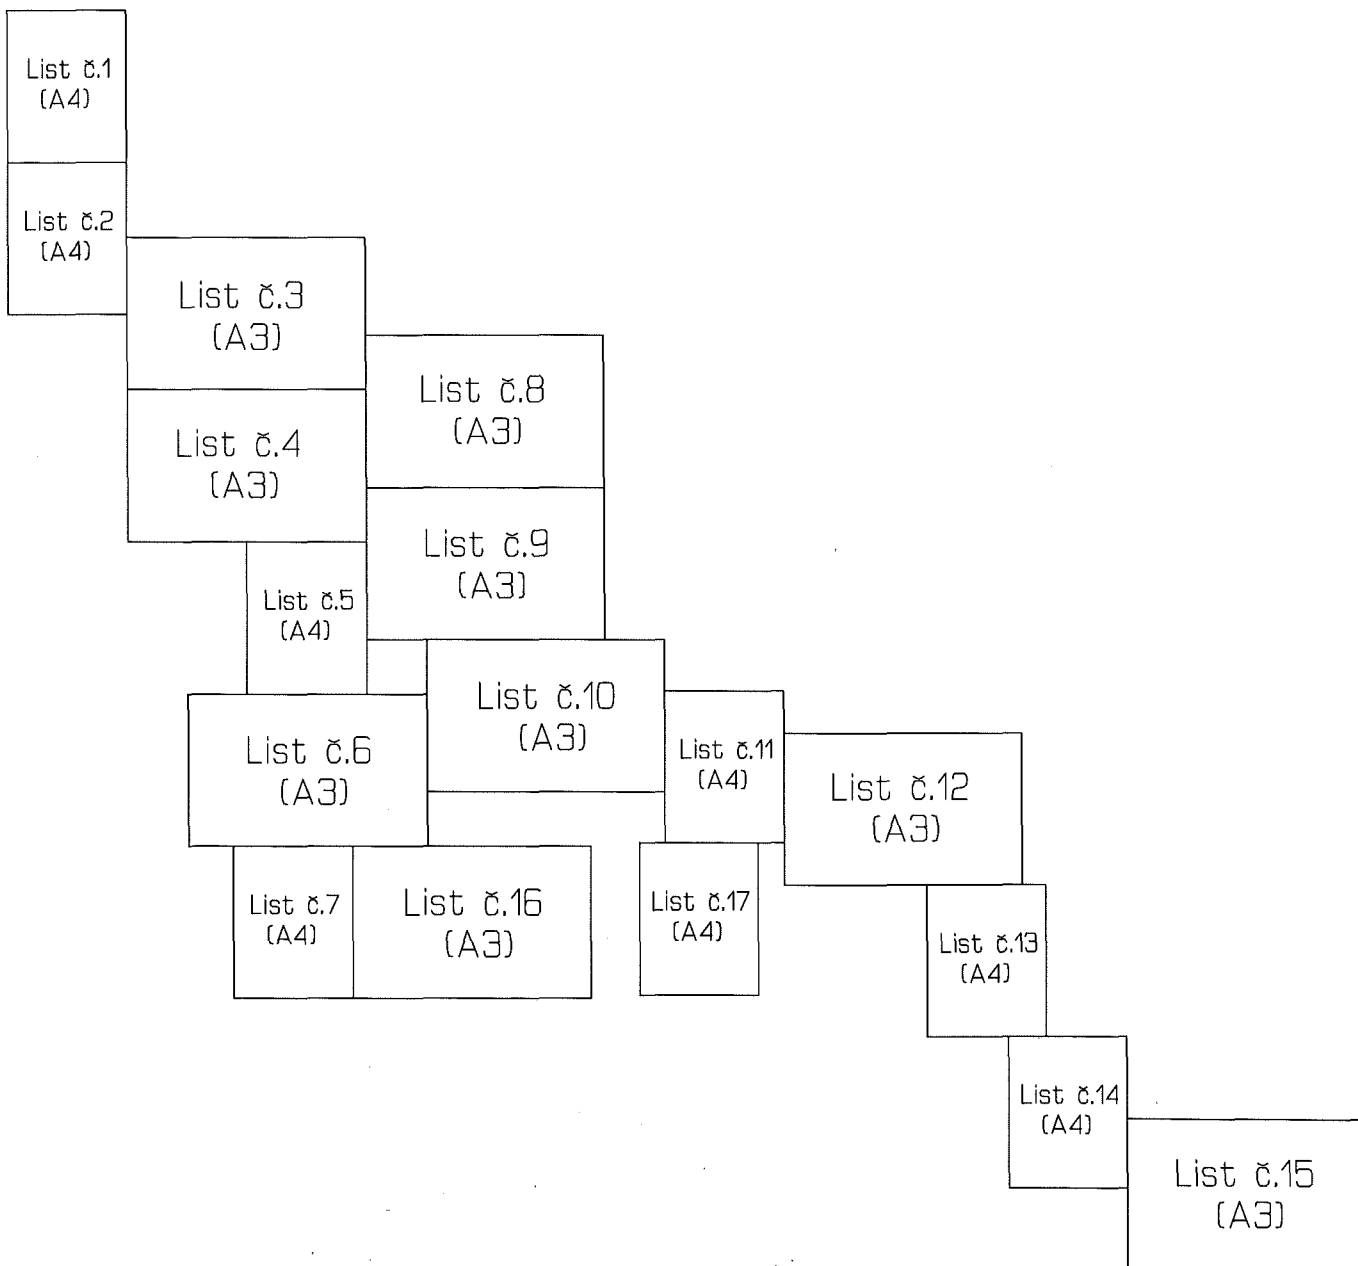 List č.1
(A4)
List č.2
(A4)
List č.3
(A3)
List č.4
(A3)
List č.5
(A4)
List č.6
(A3)
List č.7
(A4)
List č.8
(A3)
List č.9
(A3)
List č.10
(A3)
List č.11
(A4)
List č.12
(A3)
List č.13
(A4)
List č.14
(A4)
List č.15
(A3)
List č.16
(A3)
List č.17
(A4)